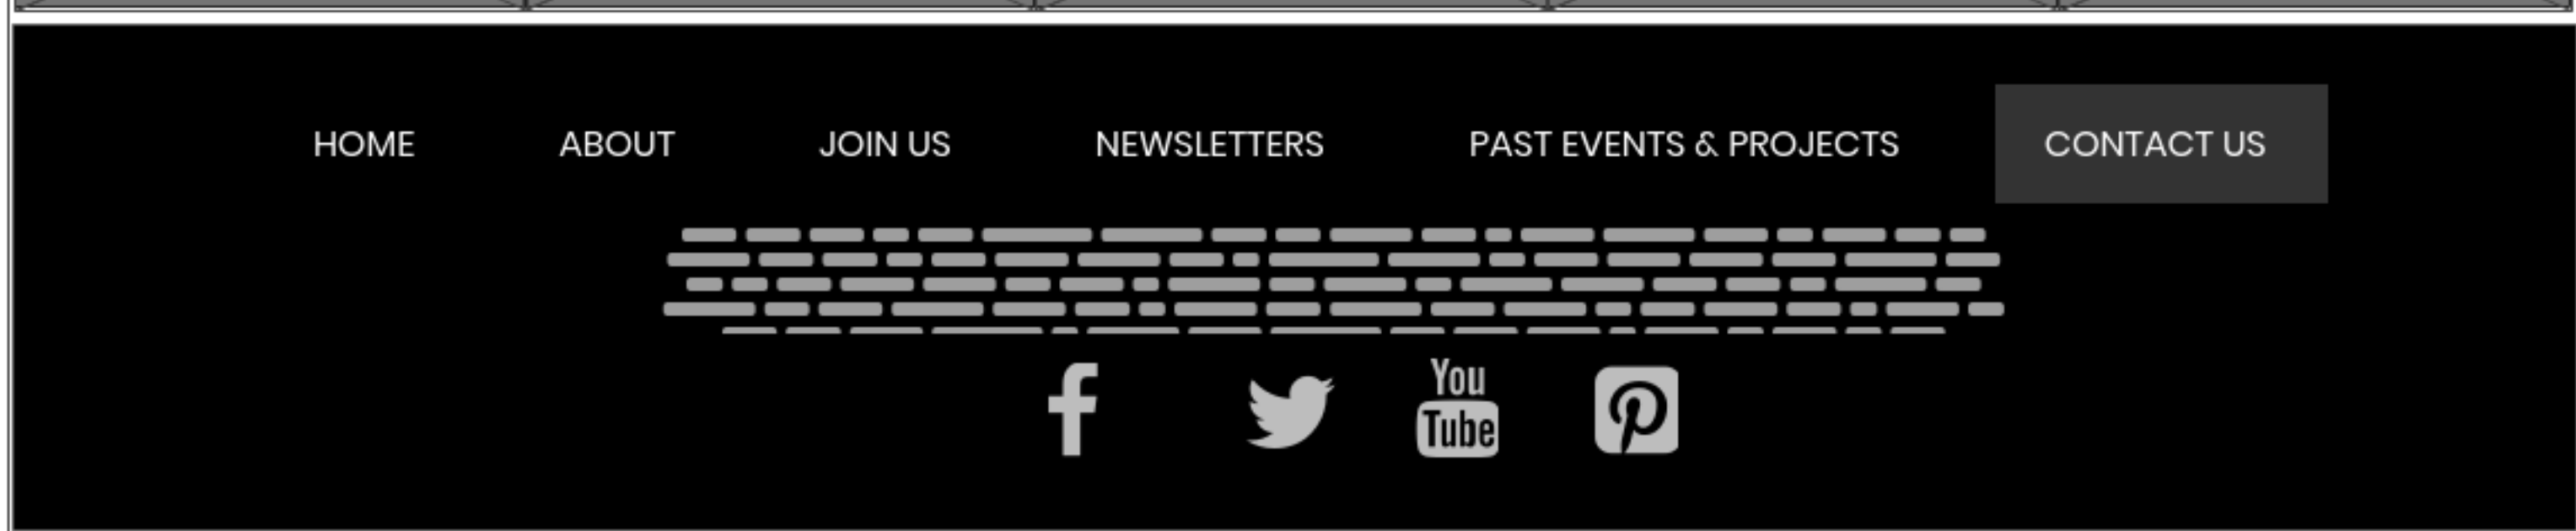 HOME ABOUT JOIN US NEWSLETTERS PAST EVENTS & PROJECTS CONTACT US
You
Tube